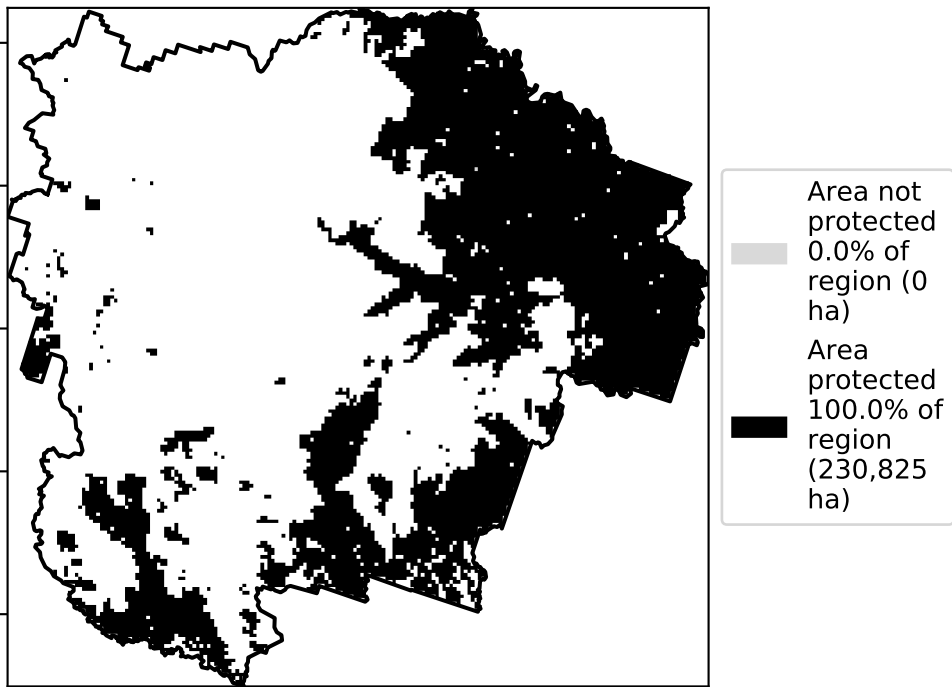 Area not
protected
0.0% of
region (0
ha)
Area
protected
100.0% of
region
(230,825
ha)